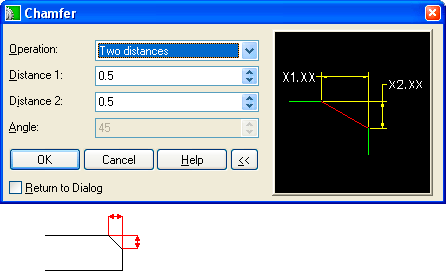 Chamfer
Operation: Two distances
Distance 1: 0.5
Distance 2: 0.5
Angle: 45
OK Cancel Help <<
Return to Dialog
X1.XX
X2.XX